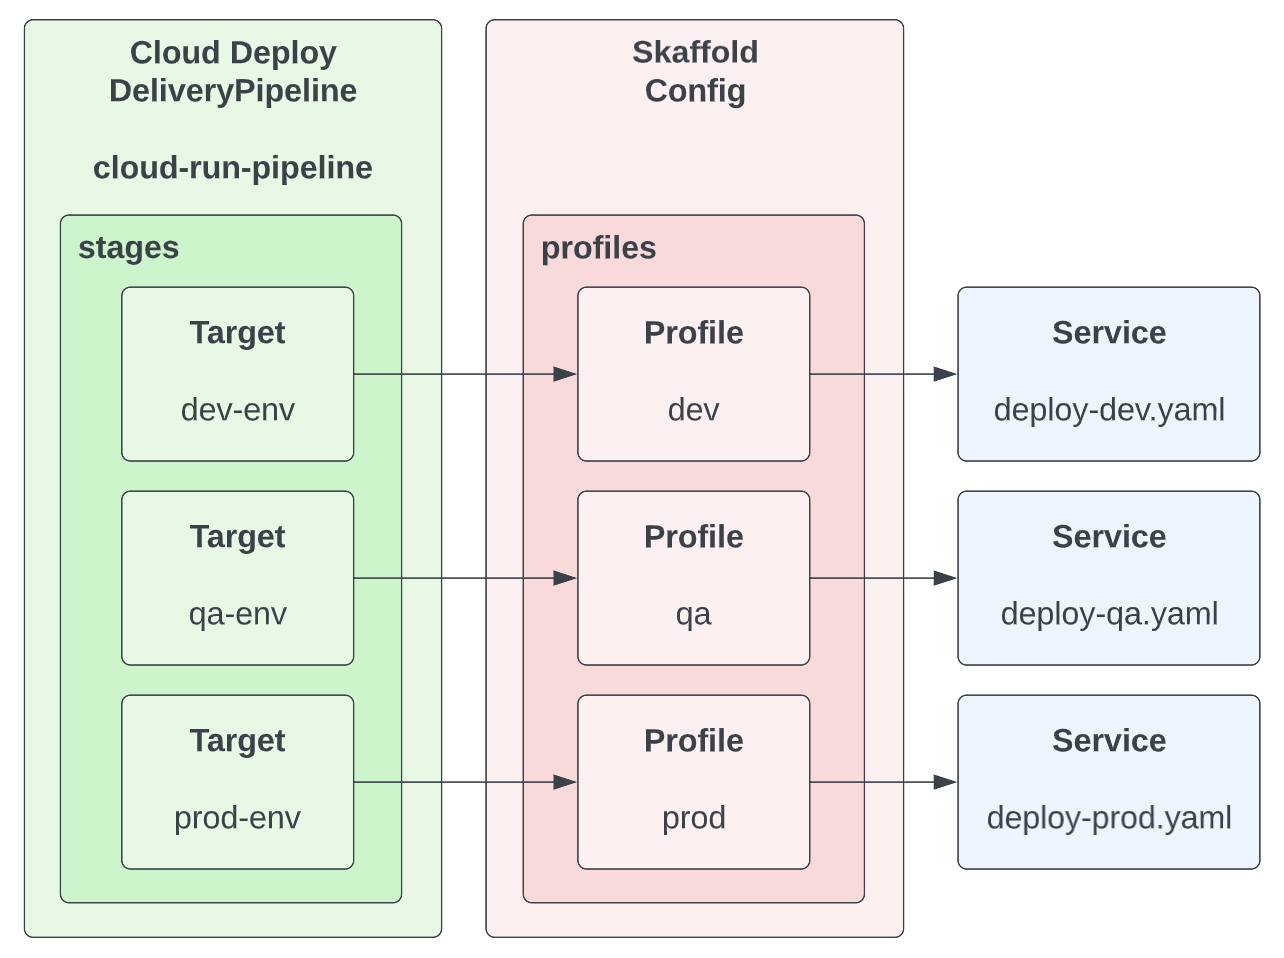 Cloud Deploy
DeliveryPipeline
cloud-run-pipeline
stages
Target
dev-env
Target
qa-env
Target
prod-env
Skaffold
Config
profiles
Profile
dev
Profile
qa
Profile
prod
Service
deploy-dev.yaml
Service
deploy-qa.yaml
Service
deploy-prod.yaml